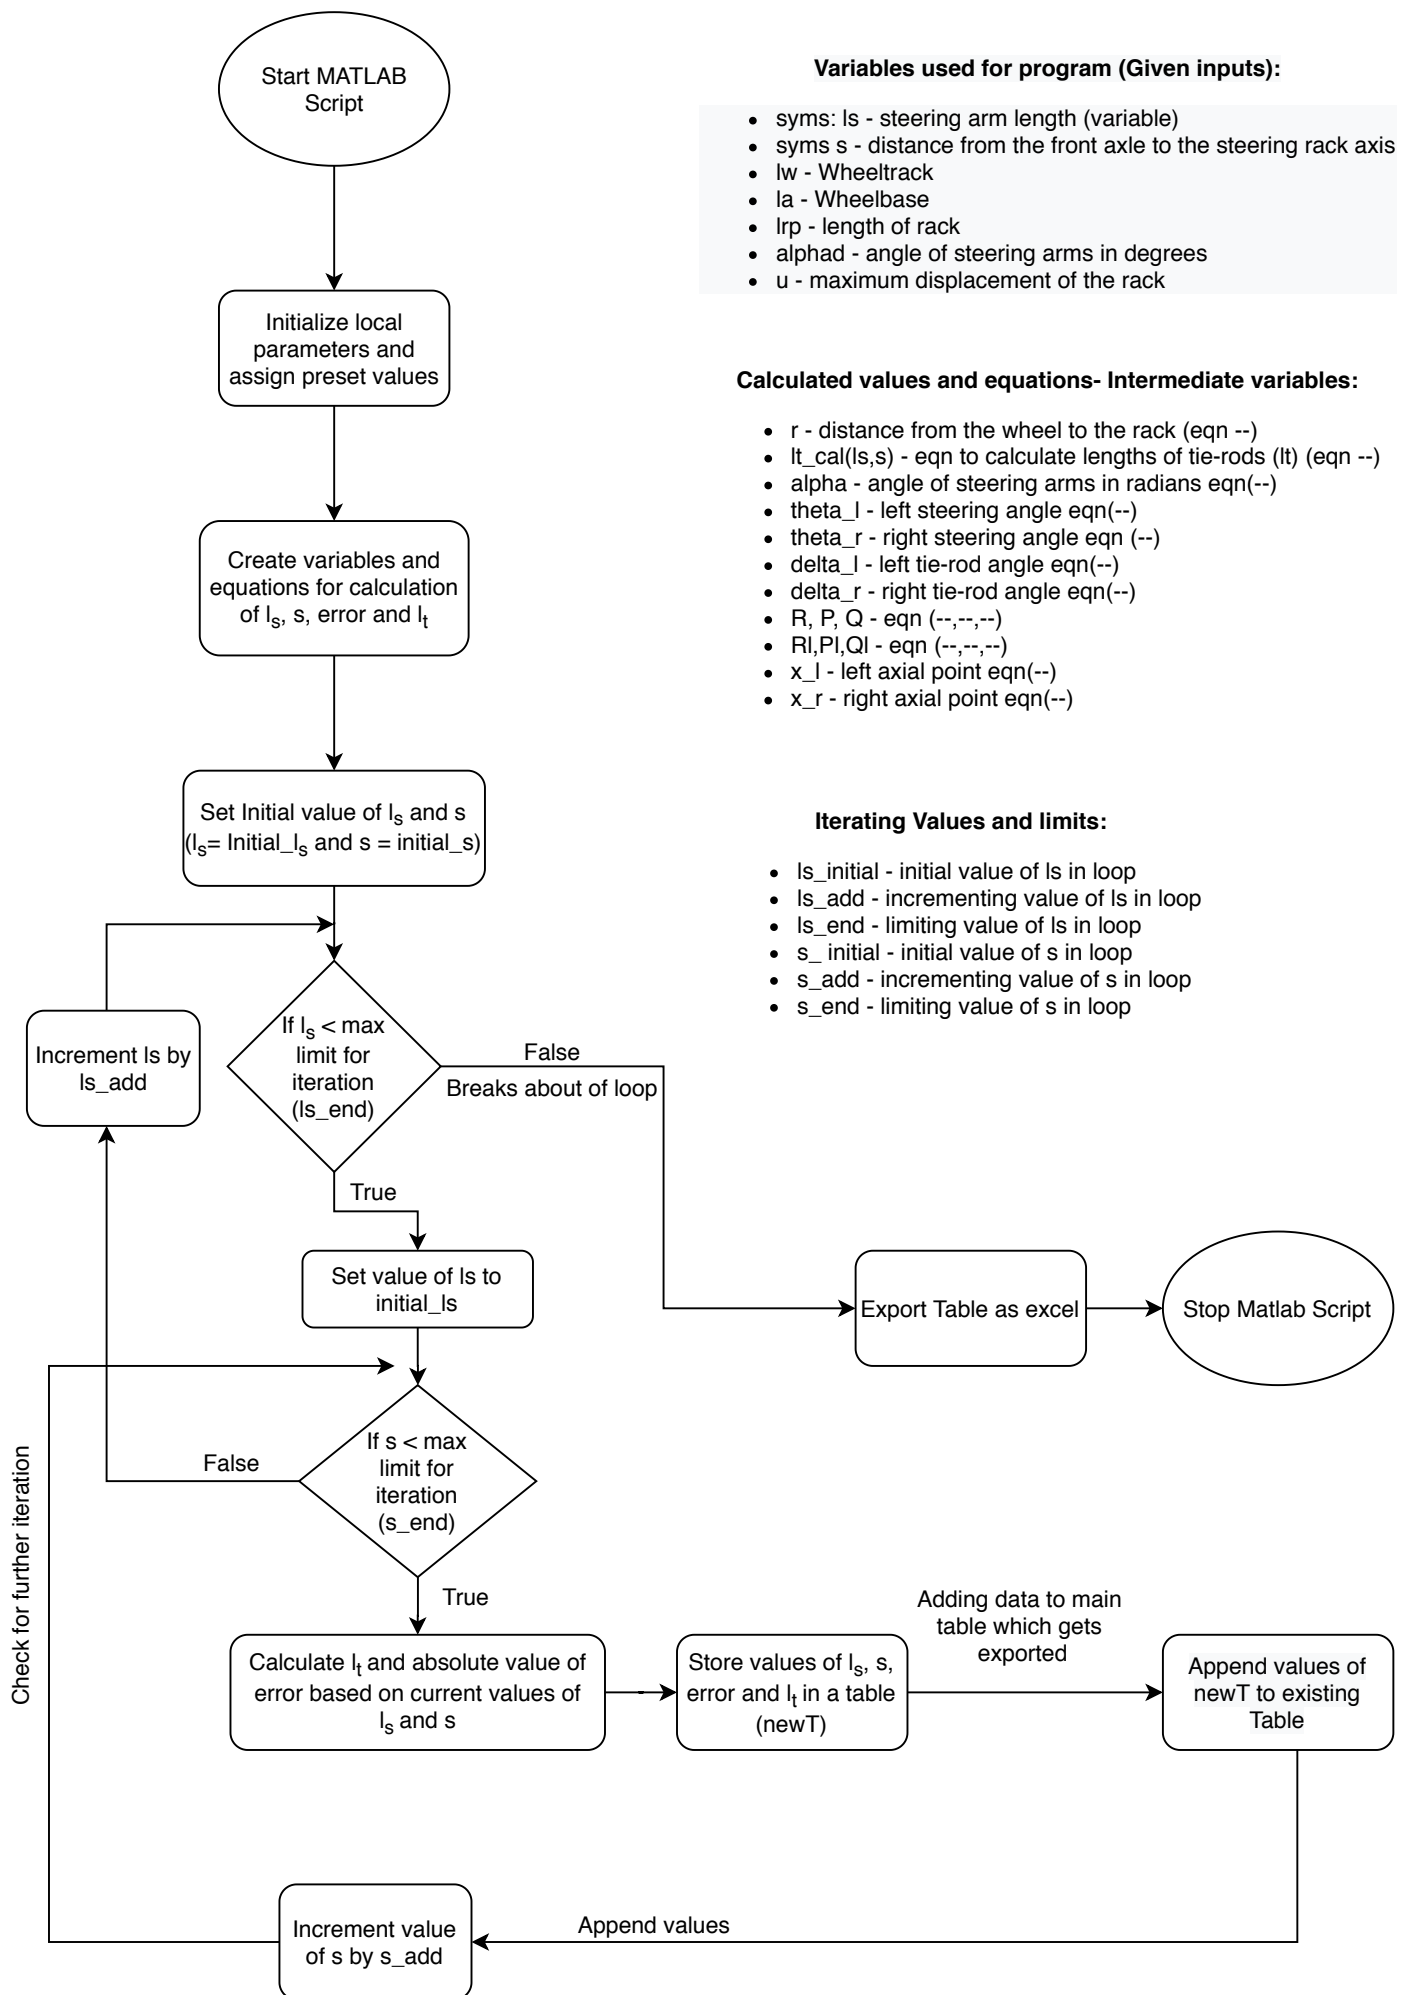 Start MATLAB
Script
Initialize local
parameters and
assign preset values
Create variables and
equations for calculation
of ls, s, error and lt
Set Initial value of ls and s
(ls= Initial_ls and s = initial_s)
Increment ls by
ls_add
If ls < max
limit for
iteration
(ls_end)
False
Breaks about of loop
True
Set value of ls to
initial_ls
Export Table as excel
Stop Matlab Script
Check for further iteration
False
If s < max
limit for
iteration
(s_end)
True
Calculate lt and absolute value of
error based on current values of
ls and s
Store values of ls, s,
error and lt in a table
(newT)
Adding data to main
table which gets
exported
Append values of
newT to existing
Table
Append values
Increment value
of s by s_add
Variables used for program (Given inputs):
• syms: ls - steering arm length (variable)
• syms s - distance from the front axle to the steering rack axis
• lw - Wheeltrack
• la - Wheelbase
• lrp - length of rack
• alphad - angle of steering arms in degrees
• u - maximum displacement of the rack
Calculated values and equations- Intermediate variables:
• r - distance from the wheel to the rack (eqn --)
• lt_cal(ls,s) - eqn to calculate lengths of tie-rods (lt) (eqn --)
• alpha - angle of steering arms in radians eqn(--)
• theta_l - left steering angle eqn(--)
• theta_r - right steering angle eqn (--)
• delta_l - left tie-rod angle eqn(--)
• delta_r - right tie-rod angle eqn(--)
• R, P, Q - eqn (--,--,--)
• Rl,Pl,Ql - eqn (--,--,--)
• x_l - left axial point eqn(--)
• x_r - right axial point eqn(--)
Iterating Values and limits:
• ls_initial - initial value of ls in loop
• ls_add - incrementing value of ls in loop
• ls_end - limiting value of ls in loop
• s_ initial - initial value of s in loop
• s_add - incrementing value of s in loop
• s_end - limiting value of s in loop